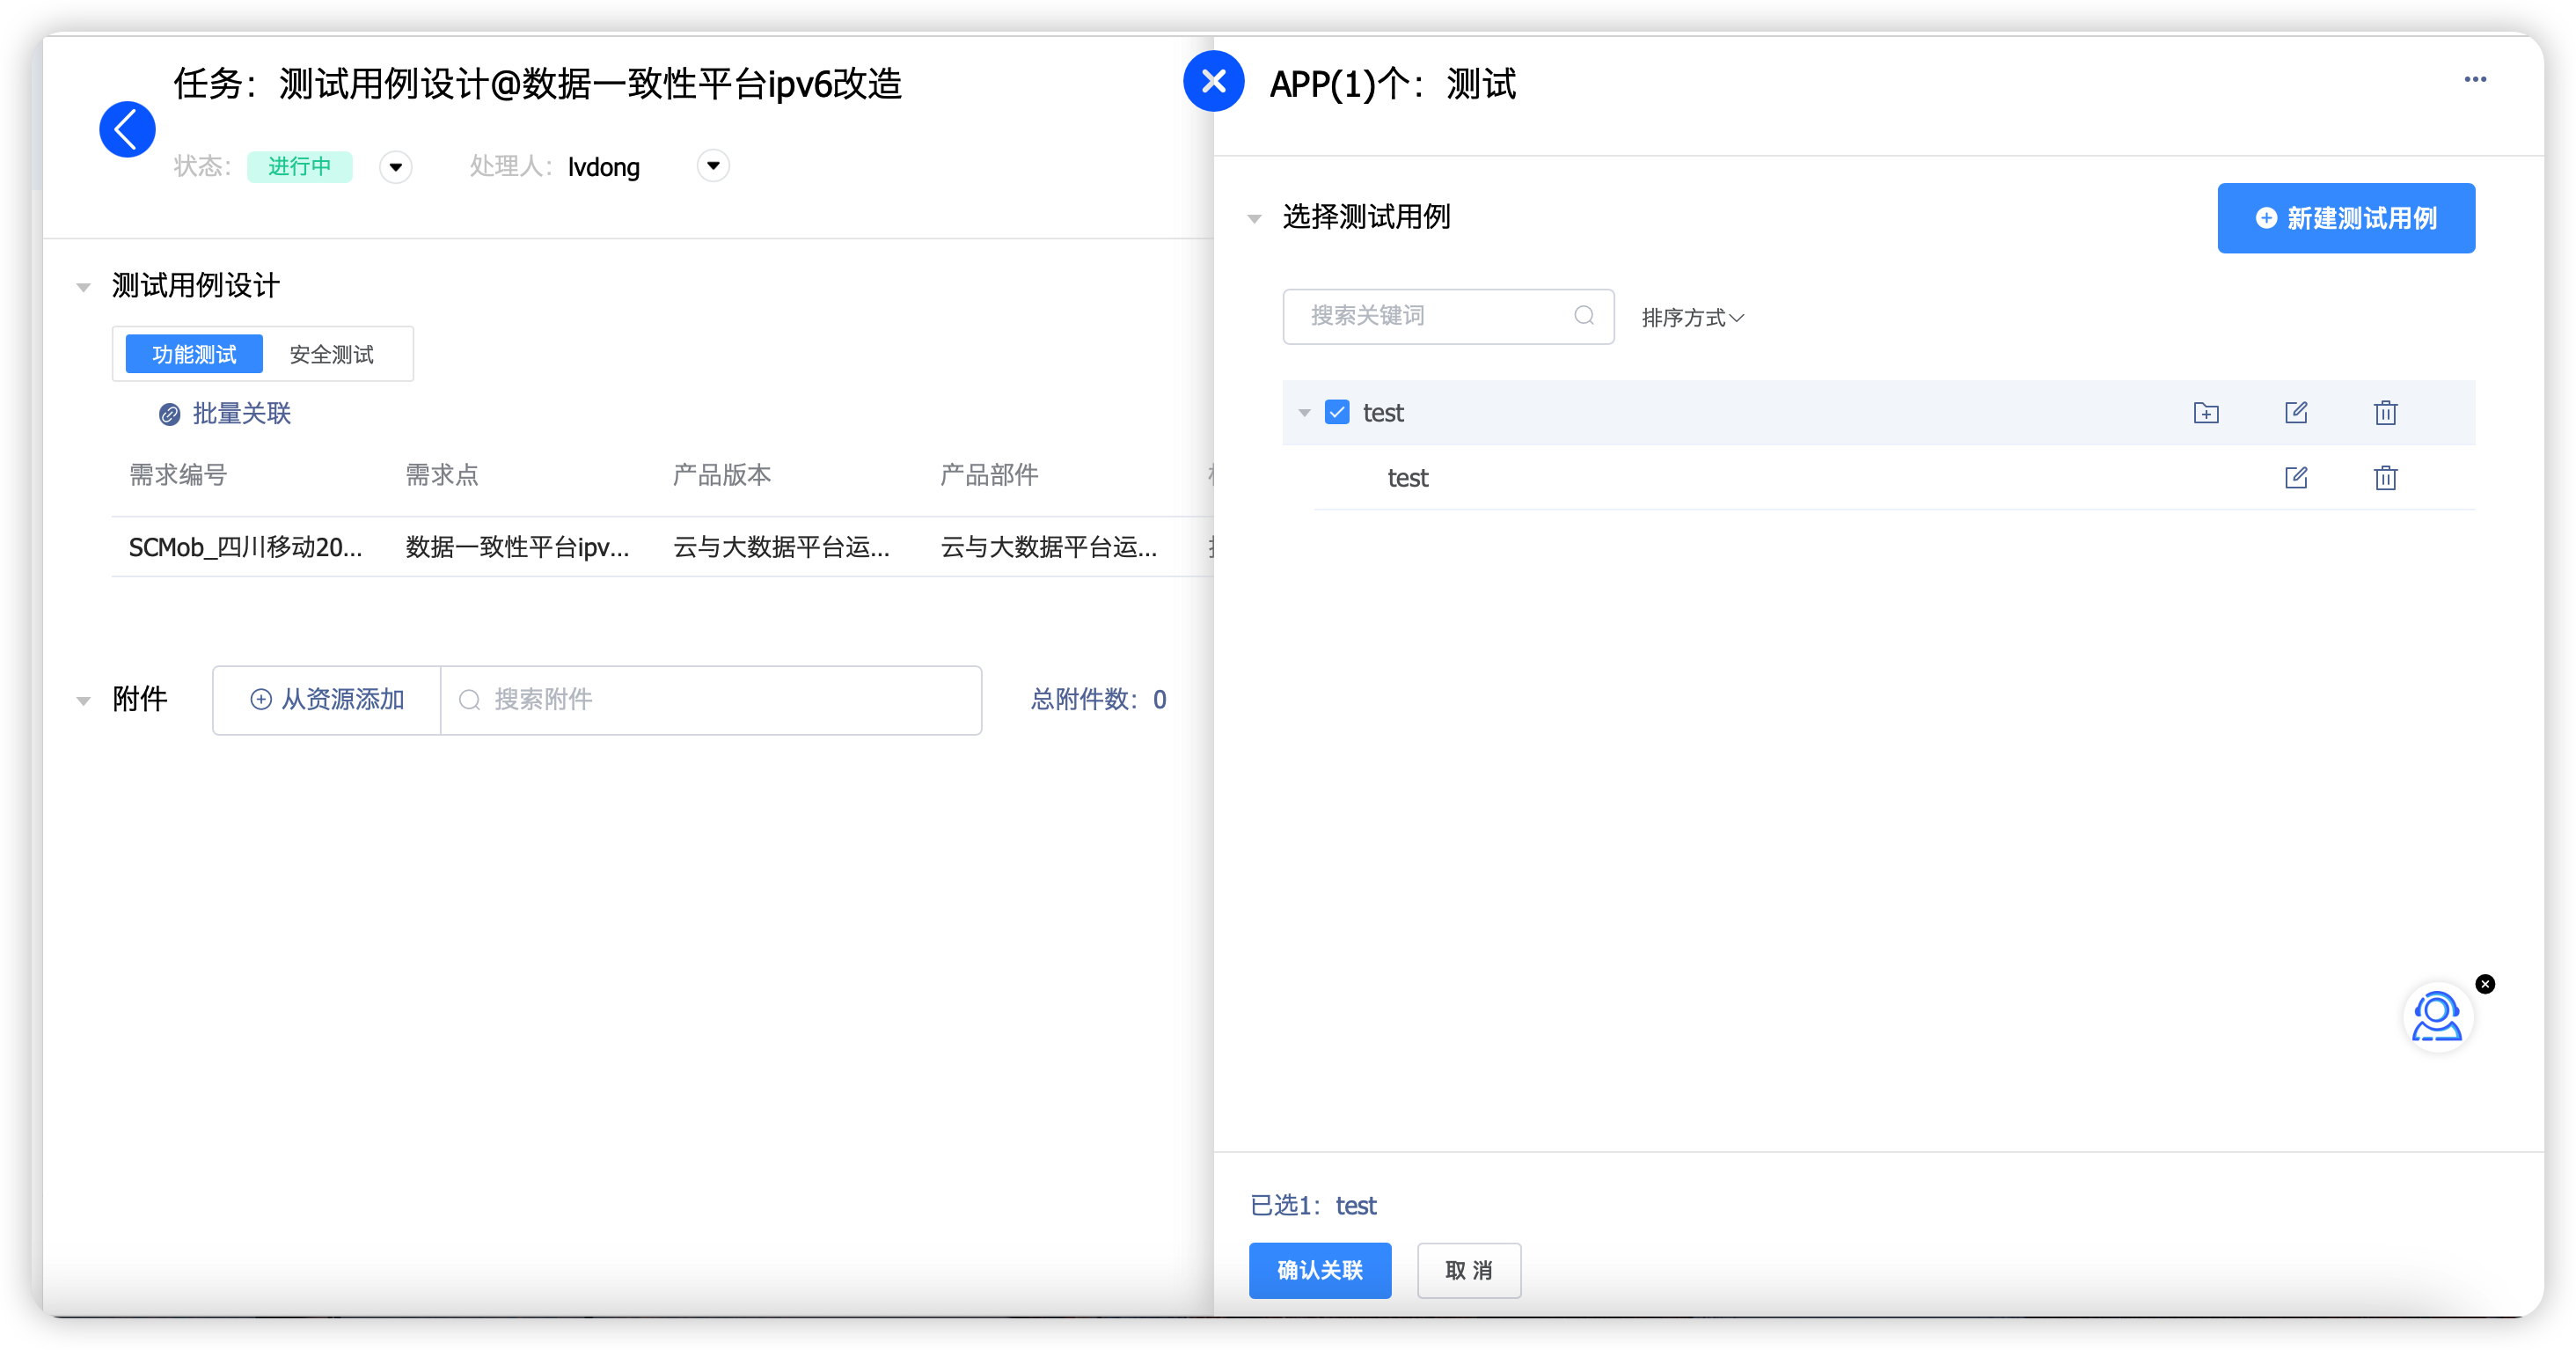 任务：测试用例设计@数据一致性平台ipv6改造
状态： 进行中 处理人： lvdong
测试用例设计
功能测试 安全测试
批量关联
需求编号 需求点 产品版本 产品部件
SCMob_四川移动20... 数据一致性平台ipv... 云与大数据平台运... 云与大数据平台运...
附件 从资源添加 搜索附件 总附件数：0
APP(1)个：测试
选择测试用例 新建测试用例
搜索关键词 排序方式
test
test
已选1：test
确认关联 取 消